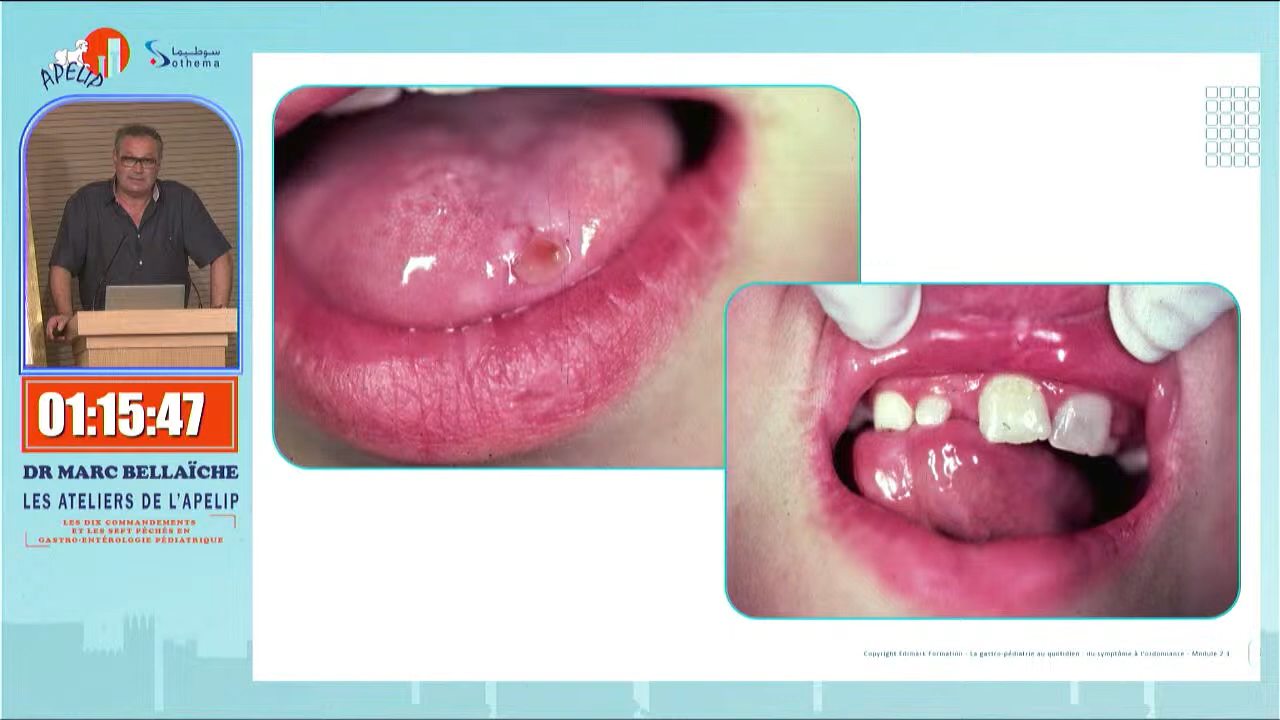 APELIP
سوطيما
Sothema
01:15:47
DR MARC BELLAÏCHE
LES ATELIERS DE L'APELIP
LES DIX COMMANDEMENTS
ET LES SEPT PÉCHÉS EN
GASTRO-ENTÉROLOGIE PÉDIATRIQUE
Copyright Edimark Formation - La gastro-pédiatrie au quotidien : du symptôme à l'ordonnance - Module 2.1